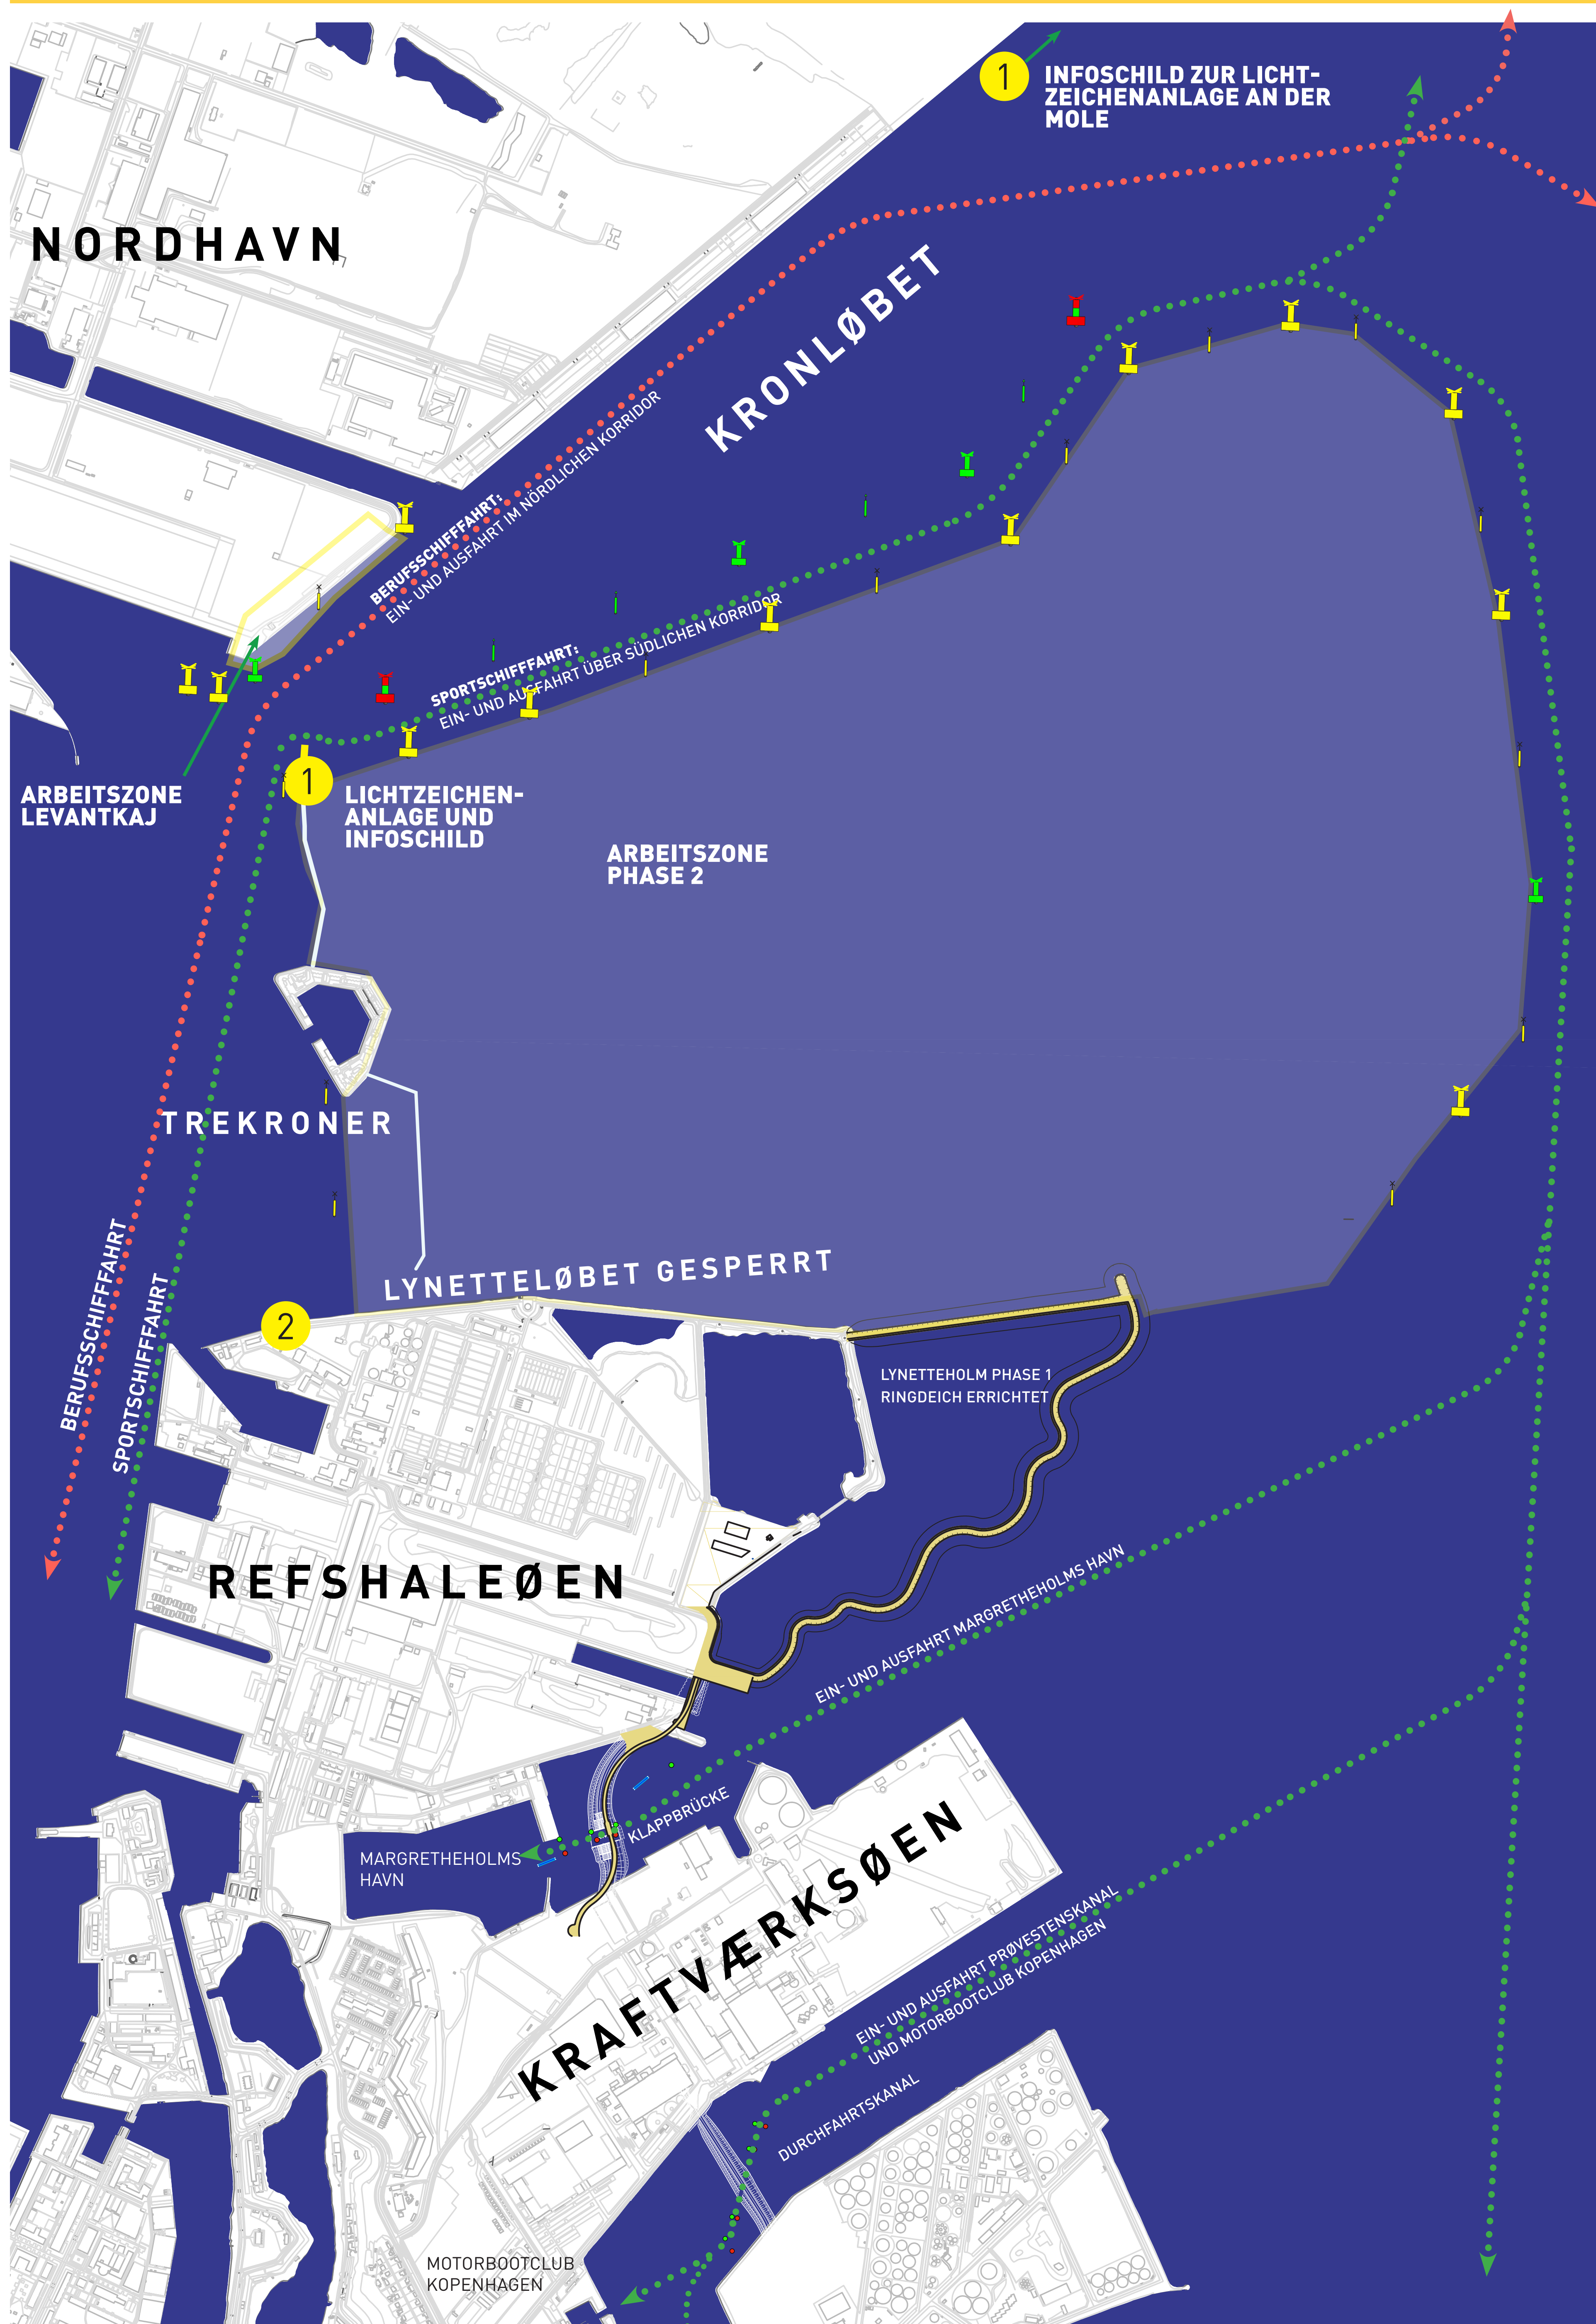 1
INFOSCHILD ZUR LICHT-
ZEICHENANLAGE AN DER
MOLE
NORDHAVN
KRONLØBET
BERUFSSCHIFFFAHRT:
EIN- UND AUSFAHRT IM NÖRDLICHEN KORRIDOR
SPORTSCHIFFFAHRT:
EIN- UND AUSFAHRT ÜBER SÜDLICHEN KORRIDOR
ARBEITSZONE
LEVANTKAJ
1
LICHTZEICHEN-
ANLAGE UND
INFOSCHILD
ARBEITSZONE
PHASE 2
TREKRONER
LYNETTELØBET GESPERRT
BERUFSSCHIFFFAHRT
SPORTSCHIFFFAHRT
2
LYNETTEHOLM PHASE 1
RINGDEICH ERRICHTET
REFSHALEØEN
EIN- UND AUSFAHRT MARGRETHEHOLMS HAVN
KLAPPBRÜCKE
MARGRETHEHOLMS
HAVN
KRAFTVÆRKSØEN
EIN- UND AUSFAHRT PRØVESTENSKANAL
UND MOTORBOOTCLUB KOPENHAGEN
DURCHFAHRTSKANAL
MOTORBOOTCLUB
KOPENHAGEN